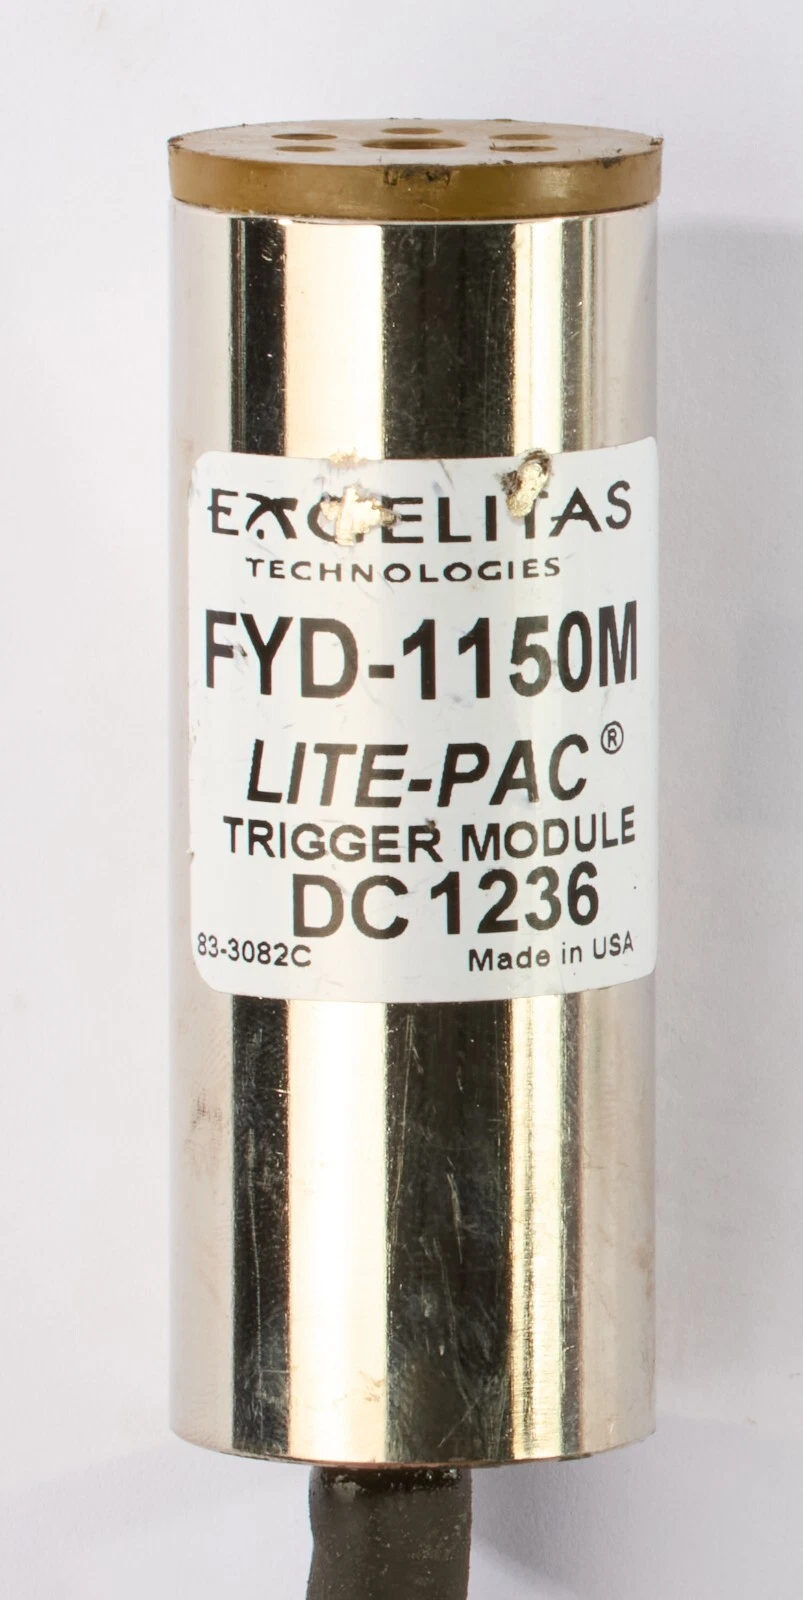 EXCELITAS
TECHNOLOGIES
FYD-1150M
LITE-PAC®
TRIGGER MODULE
DC 1236
83-3082C Made in USA